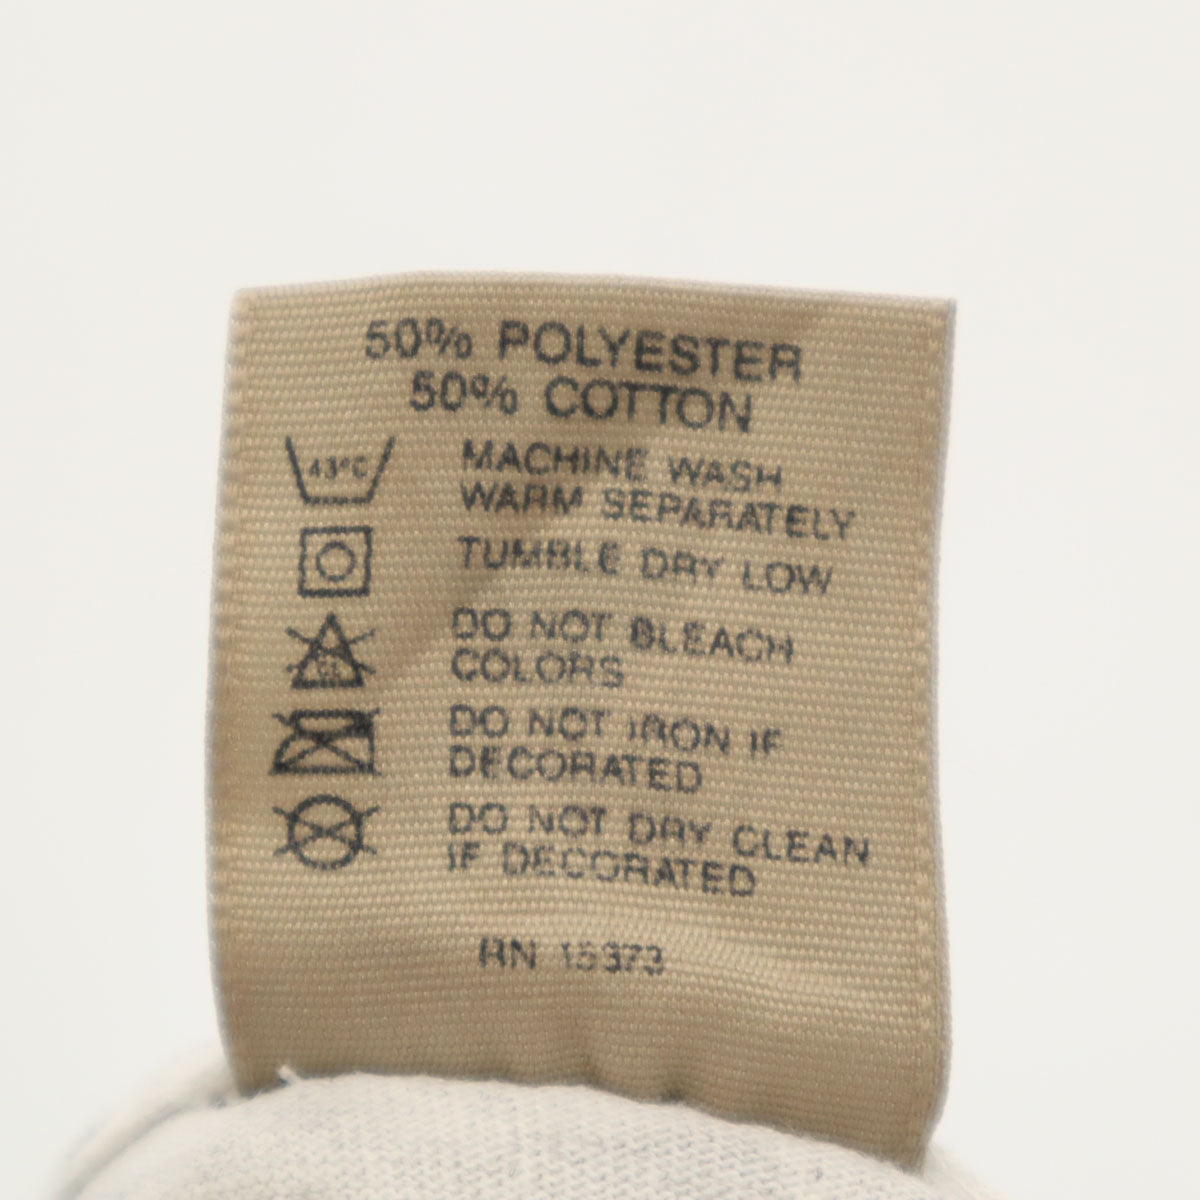 50% POLYESTER
50% COTTON
43°C
MACHINE WASH
WARM SEPARATELY
TUMBLE DRY LOW
CL
DO NOT BLEACH
COLORS
DO NOT IRON IF
DECORATED
DO NOT DRY CLEAN
IF DECORATED
RN